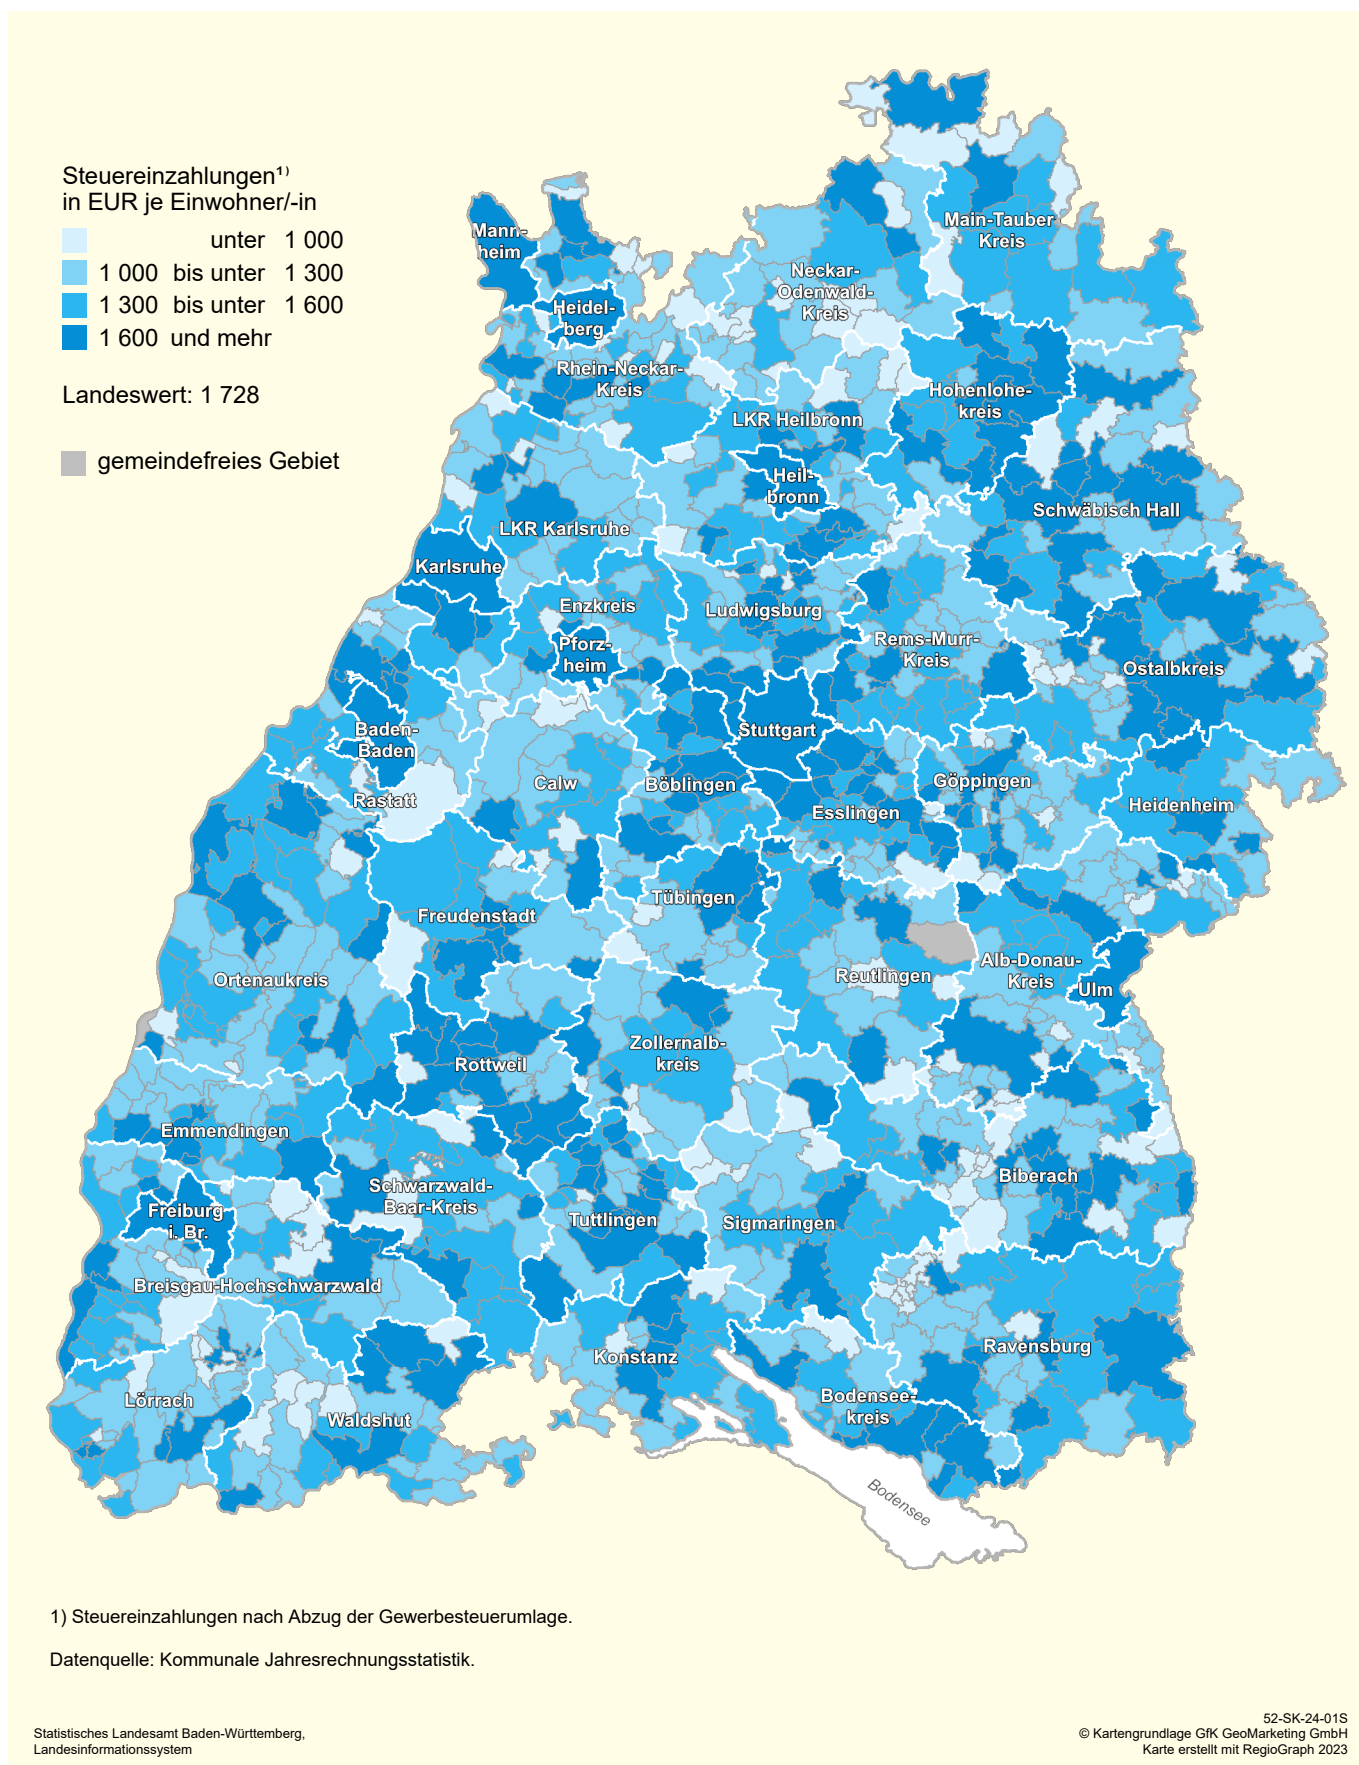 Steuereinzahlungen¹⁾
in EUR je Einwohner/-in
unter 1 000
1 000 bis unter 1 300
1 300 bis unter 1 600
1 600 und mehr
Landeswert: 1 728
gemeindefreies Gebiet
Mann-
heim
Heidel-
berg
Main-Tauber
Kreis
Neckar-
Odenwald-
Kreis
Rhein-Neckar-
Kreis
LKR Heilbronn
Hohenlohe-
kreis
Heil-
bronn
Schwäbisch Hall
LKR Karlsruhe
Karlsruhe
Enzkreis
Ludwigsburg
Pforz-
heim
Rems-Murr-
Kreis
Ostalbkreis
Baden-
Baden
Stuttgart
Rastatt
Calw
Böblingen
Esslingen
Göppingen
Heidenheim
Tübingen
Freudenstadt
Ortenaukreis
Reutlingen
Alb-Donau-
Kreis
Ulm
Rottweil
Zollernalb-
kreis
Emmendingen
Biberach
Schwarzwald-
Baar-Kreis
Freiburg
i. Br.
Tuttlingen
Sigmaringen
Breisgau-Hochschwarzwald
Konstanz
Ravensburg
Lörrach
Waldshut
Bodensee-
kreis
Bodensee
1) Steuereinzahlungen nach Abzug der Gewerbesteuerumlage.
Datenquelle: Kommunale Jahresrechnungsstatistik.
Statistisches Landesamt Baden-Württemberg,
Landesinformationssystem
52-SK-24-01S
© Kartengrundlage GfK GeoMarketing GmbH
Karte erstellt mit RegioGraph 2023